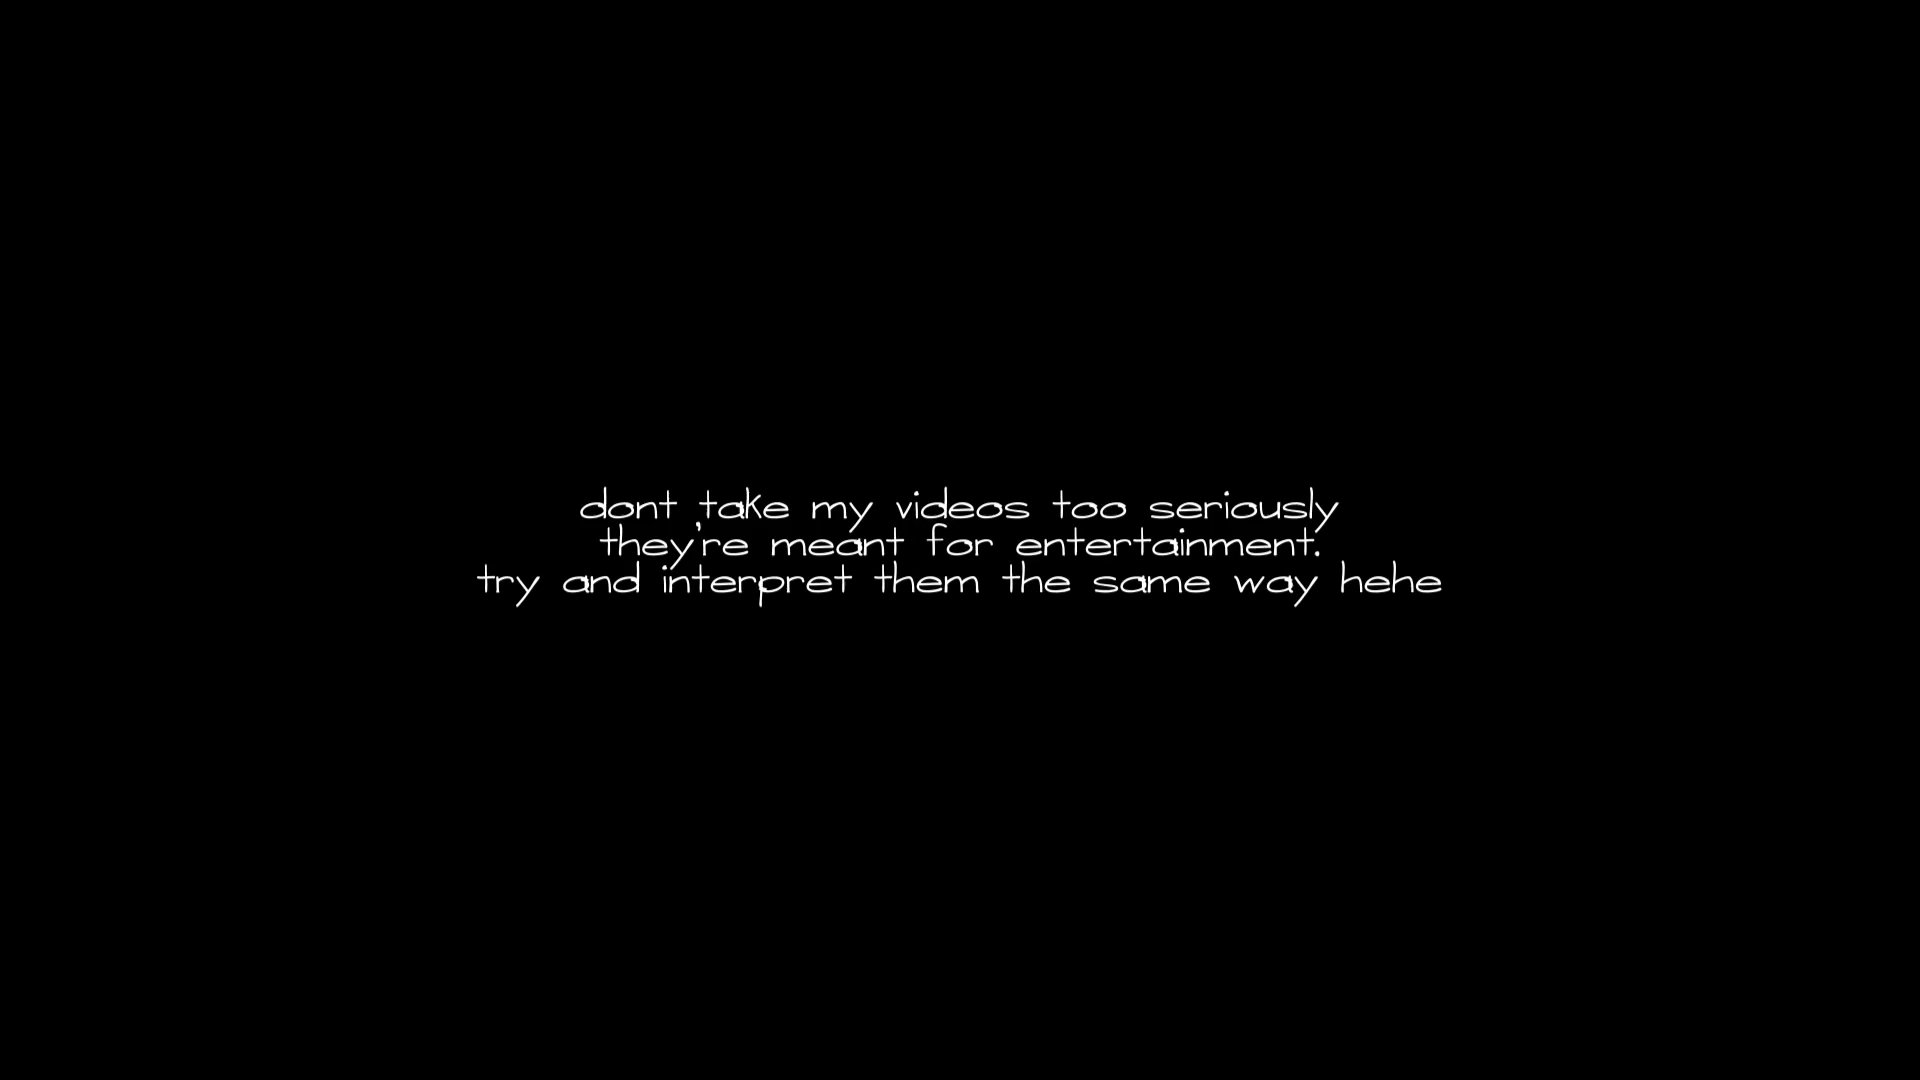 dont take my videos too seriously
they're meant for entertainment.
try and interpret them the same way hehe